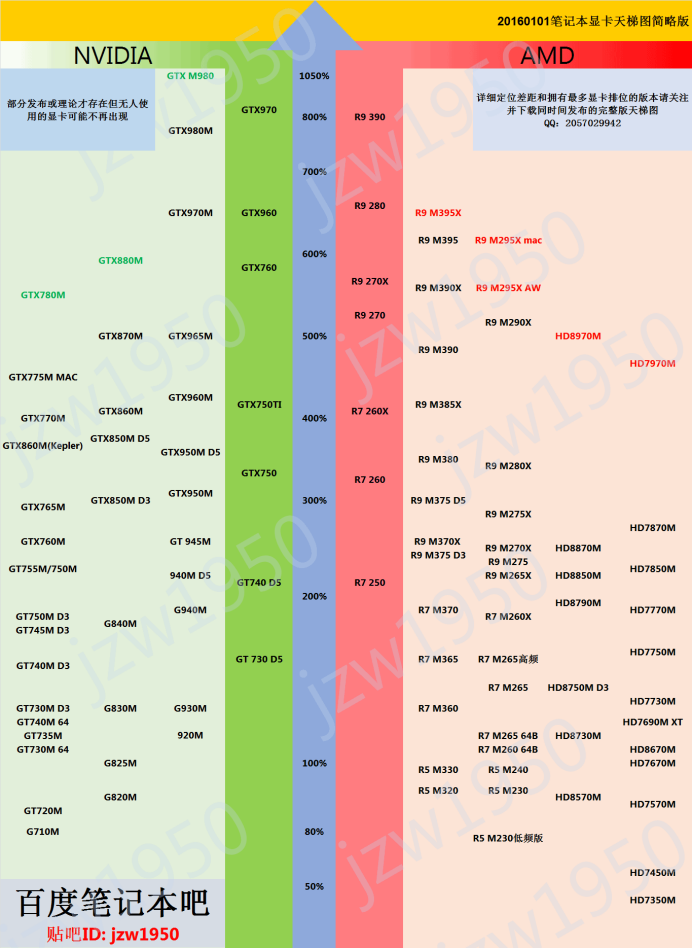 20160101笔记本显卡天梯图简略版
NVIDIA
AMD
部分发布或理论才存在但无人使
用的显卡可能不再出现
详细定位差距和拥有最多显卡排位的版本请关注
并下载同时间发布的完整版天梯图
QQ：2057029942
GTX M980 1050%
GTX970 800% R9 390
GTX980M
700%
R9 280
GTX970M GTX960 R9 M395X
R9 M395 R9 M295X mac
600%
GTX880M
GTX760
R9 270X
R9 M390X R9 M295X AW
GTX780M
R9 270
R9 M290X
GTX870M GTX965M 500% HD8970M
R9 M390
HD7970M
GTX775M MAC
GTX960M
GTX750TI R9 M385X
GTX860M R7 260X
GTX770M 400%
GTX850M D5
GTX860M(Kepler)
GTX950M D5
R9 M380
R9 M280X
GTX750
R7 260
GTX950M
GTX850M D3 300% R9 M375 D5
GTX765M
R9 M275X
HD7870M
GTX760M GT 945M R9 M370X
R9 M270X HD8870M
R9 M375 D3
R9 M275
GT755M/750M HD7850M
940M D5 R9 M265X HD8850M
GT740 D5 R7 250
200%
HD8790M
G940M R7 M370 HD7770M
GT750M D3 R7 M260X
G840M
GT745M D3
HD7750M
GT 730 D5 R7 M365 R7 M265高频
GT740M D3
R7 M265 HD8750M D3
HD7730M
GT730M D3 G830M G930M R7 M360
GT740M 64 HD7690M XT
GT735M 920M R7 M265 64B HD8730M
GT730M 64 R7 M260 64B HD8670M
G825M 100% HD7670M
R5 M330 R5 M240
R5 M320 R5 M230
G820M HD8570M
HD7570M
GT720M
G710M 80%
R5 M230低频版
HD7450M
50%
HD7350M
百度笔记本吧
贴吧ID: jzw1950
jzw1950
jzw1950
jzw1950
jzw1950
jzw1950
jzw1950
jzw1950
jzw1950
jzw1950
jzw1950